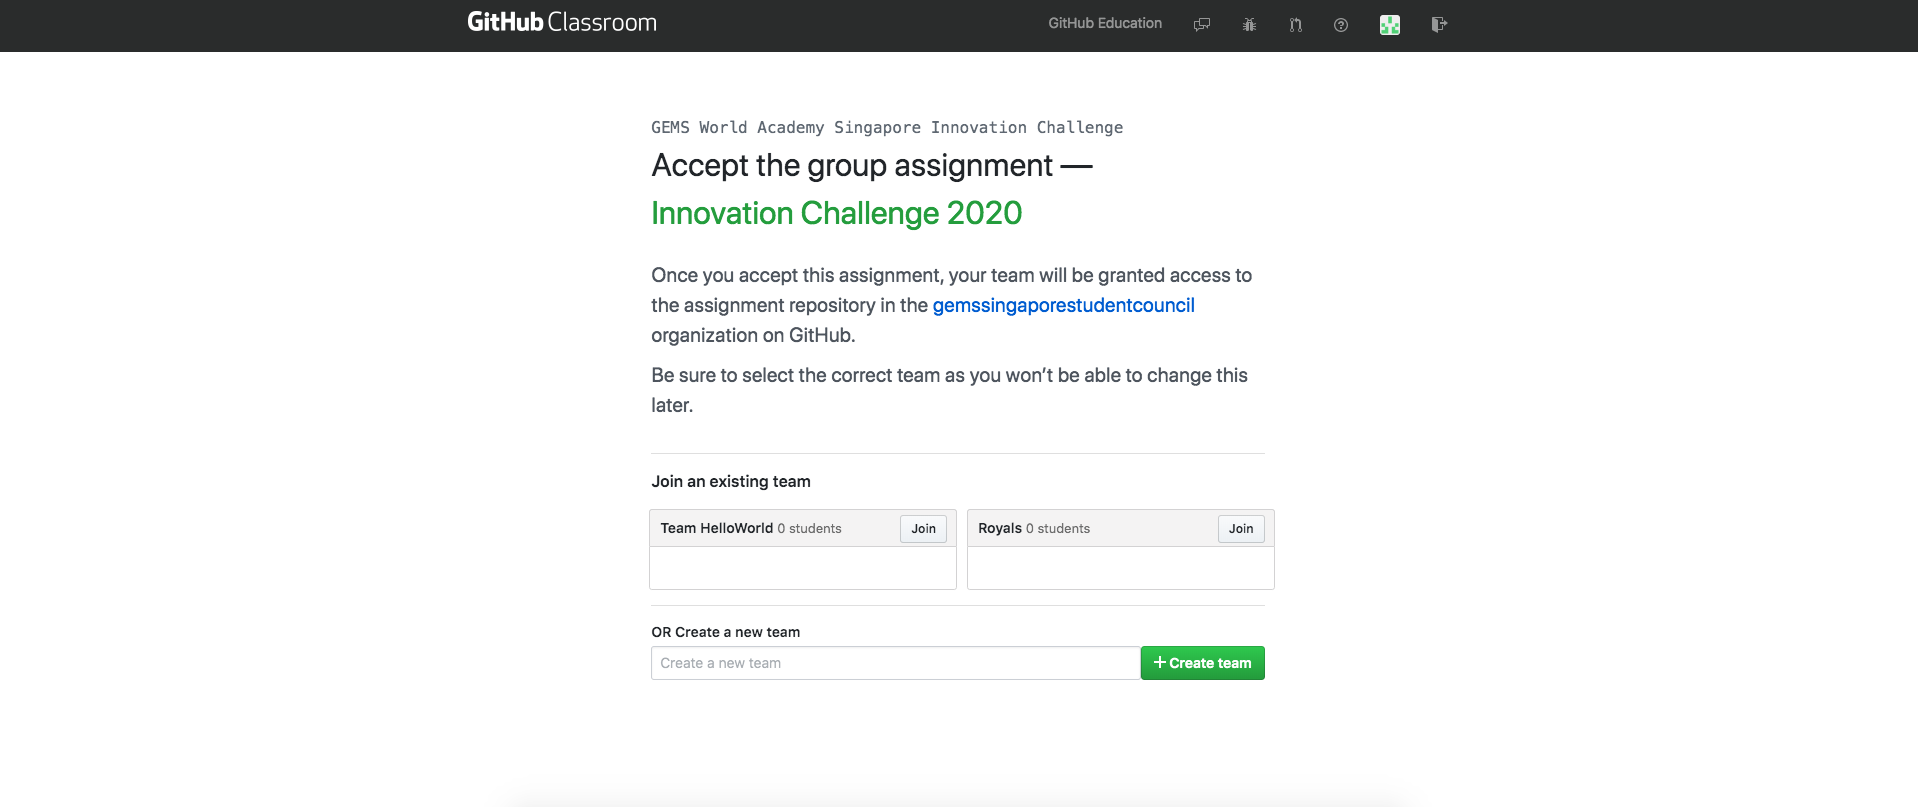 GitHub Classroom
GitHub Education
GEMS World Academy Singapore Innovation Challenge
Accept the group assignment —
Innovation Challenge 2020
Once you accept this assignment, your team will be granted access to
the assignment repository in the gemssingaporestudentcouncil
organization on GitHub.
Be sure to select the correct team as you won’t be able to change this
later.
Join an existing team
Team HelloWorld 0 students Join
Royals 0 students Join
OR Create a new team
Create a new team
Create team